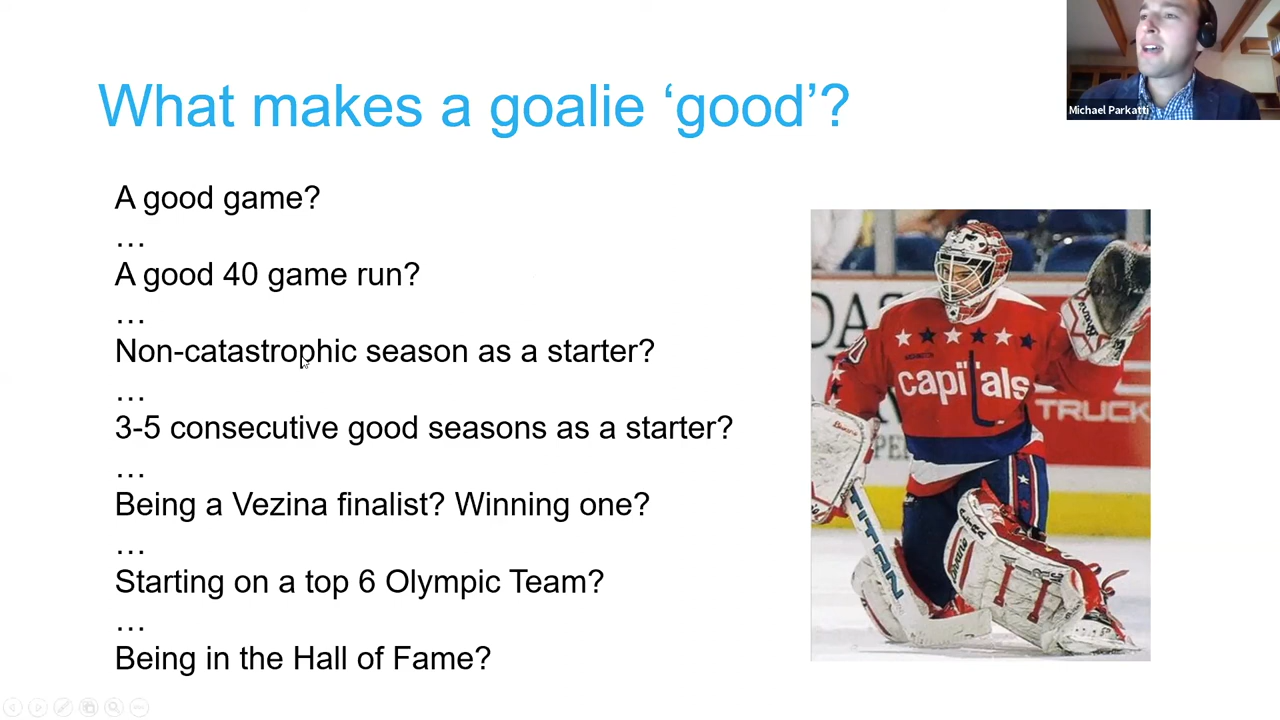 What makes a goalie ‘good’?
Michael Parkatti
A good game?
…
A good 40 game run?
…
Non-catastrophic season as a starter?
…
3-5 consecutive good seasons as a starter?
…
Being a Vezina finalist? Winning one?
…
Starting on a top 6 Olympic Team?
…
Being in the Hall of Fame?
capitals
TRUCK
TITAN